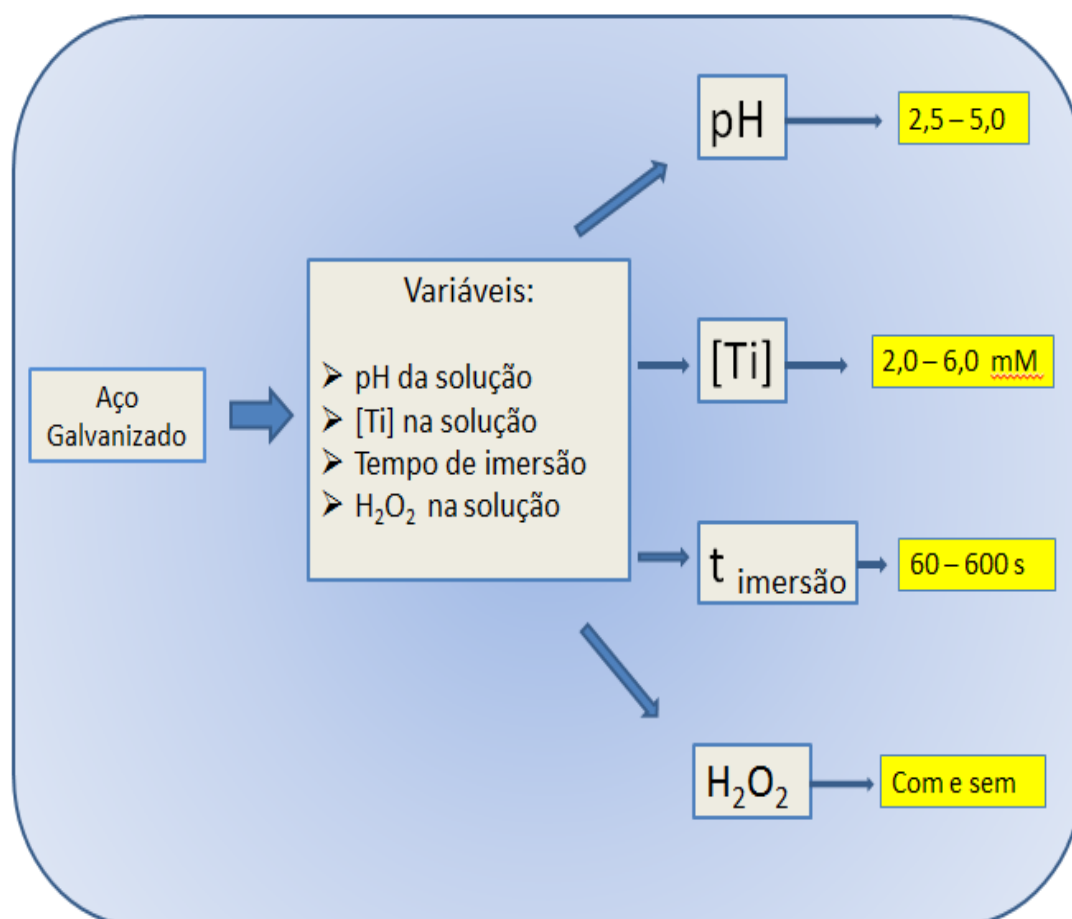 Aço
Galvanizado
Variáveis:
➢ pH da solução
➢ [Ti] na solução
➢ Tempo de imersão
➢ H₂O₂ na solução
pH
2,5 – 5,0
[Ti]
2,0 – 6,0 mM
t imersão
60 – 600 s
H₂O₂
Com e sem